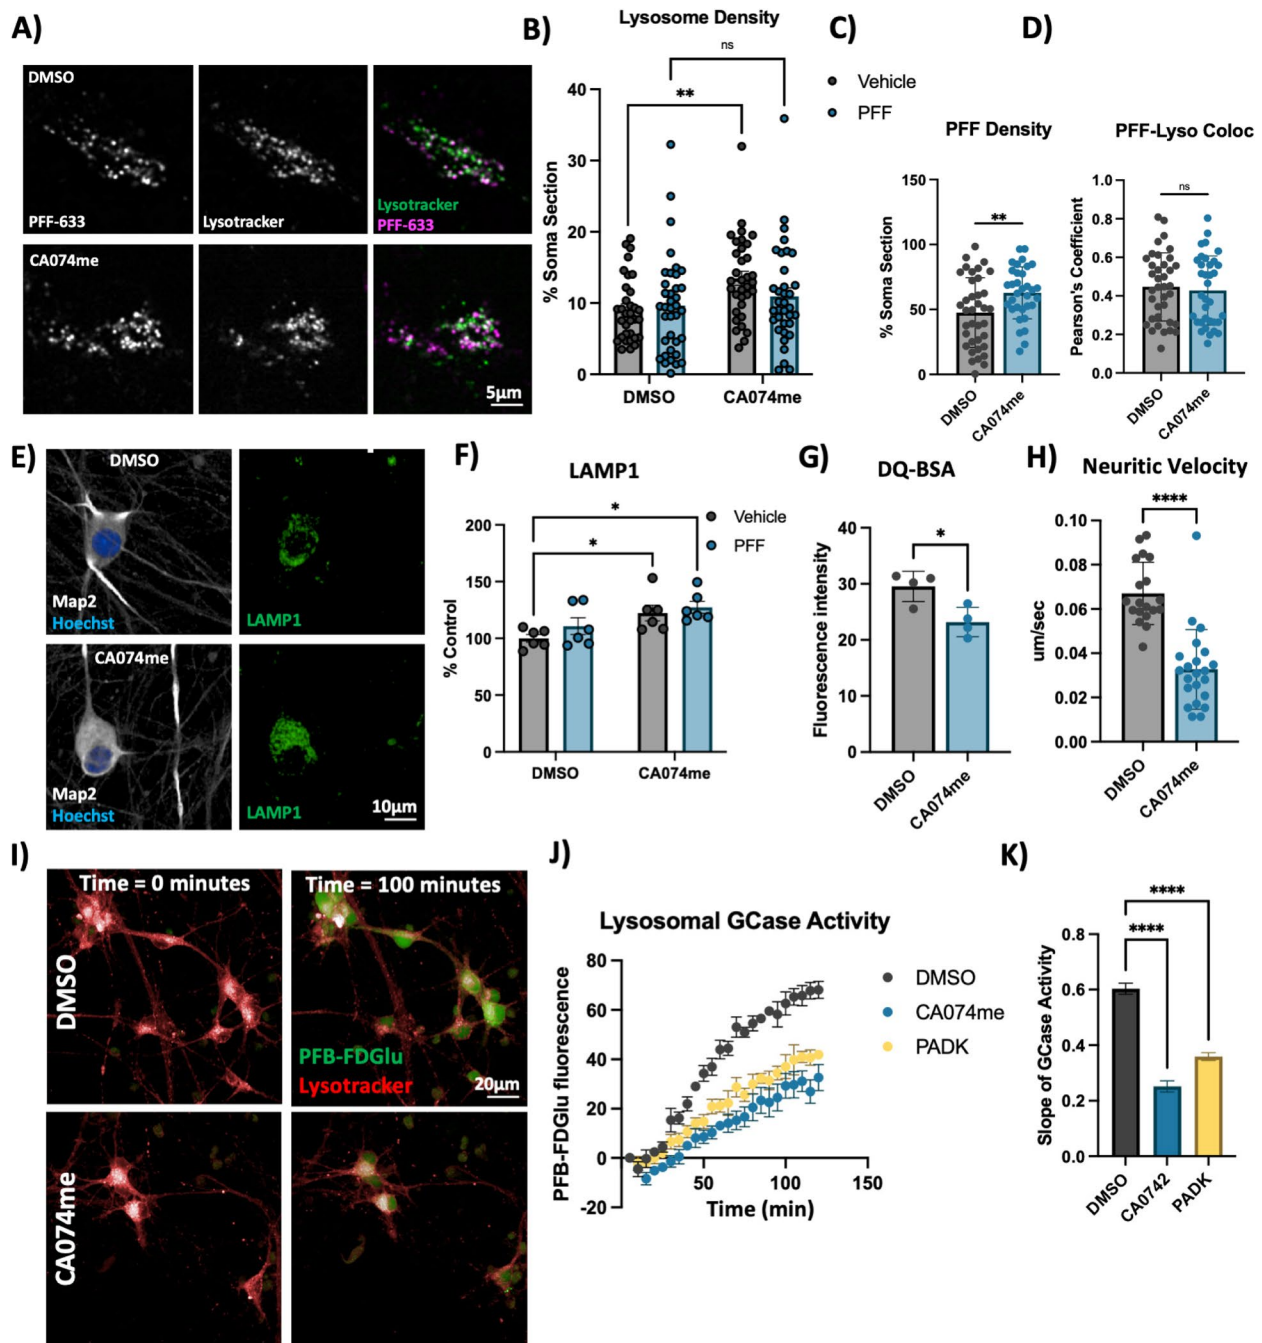 A)
DMSO
PFF-633
Lysotracker
Lysotracker
PFF-633
CA074me
5µm
B)
Lysosome Density
ns
**
% Soma Section
40
30
20
10
0
DMSO
CA074me
Vehicle
PFF
C)
PFF Density
**
% Soma Section
150
100
50
0
DMSO
CA074me
D)
PFF-Lyso Coloc
ns
Pearson's Coefficient
1.0
0.8
0.6
0.4
0.2
0.0
DMSO
CA074me
E)
DMSO
Map2
Hoechst
LAMP1
CA074me
Map2
Hoechst
LAMP1
10µm
F)
LAMP1
*
*
Vehicle
PFF
% Control
200
150
100
50
0
DMSO
CA074me
G)
DQ-BSA
*
Fluorescence intensity
40
30
20
10
0
DMSO
CA074me
H)
Neuritic Velocity
****
um/sec
0.10
0.08
0.06
0.04
0.02
0.00
DMSO
CA074me
I)
Time = 0 minutes
Time = 100 minutes
DMSO
PFB-FDGlu
Lysotracker
20µm
CA074me
J)
Lysosomal GCase Activity
PFB-FDGlu fluorescence
80
60
40
20
0
-20
50
100
150
Time (min)
DMSO
CA074me
PADK
K)
****
****
Slope of GCase Activity
0.8
0.6
0.4
0.2
0.0
DMSO
CA0742
PADK